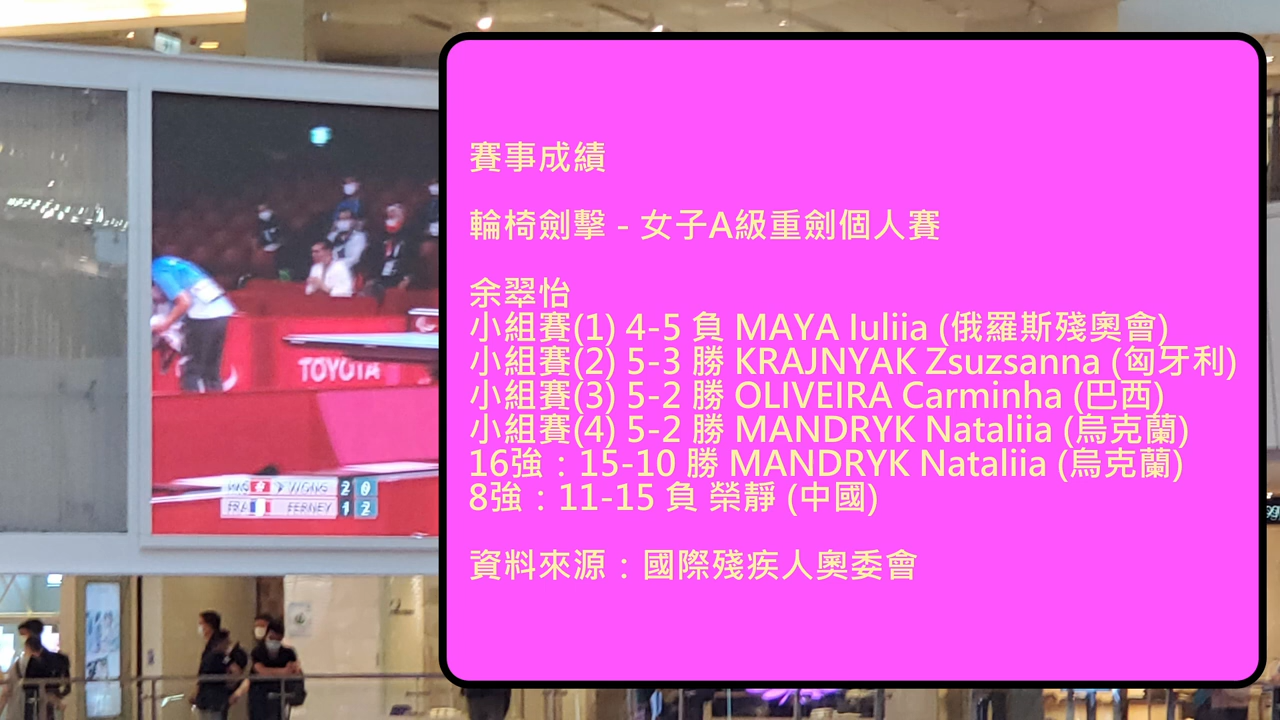 賽事成績
輪椅劍擊 - 女子A級重劍個人賽
余翠怡
小組賽(1) 4-5 負 MAYA Iuliia (俄羅斯殘奧會)
小組賽(2) 5-3 勝 KRAJNYAK Zsuzsanna (匈牙利)
小組賽(3) 5-2 勝 OLIVEIRA Carminha (巴西)
小組賽(4) 5-2 勝 MANDRYK Nataliia (烏克蘭)
16強：15-10 勝 MANDRYK Nataliia (烏克蘭)
8強：11-15 負 榮靜 (中國)
資料來源：國際殘疾人奧委會
TOYOTA
WONG 2 0
FRA FERNEY 1 2